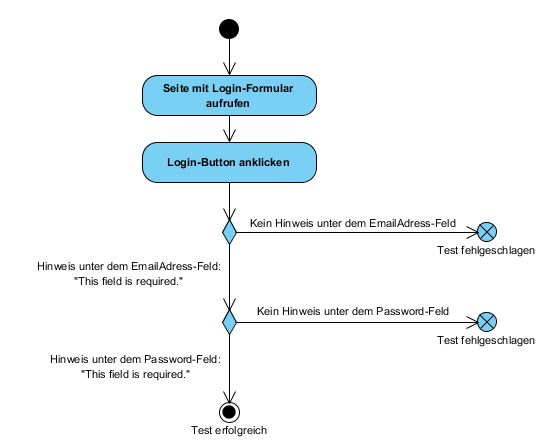 Seite mit Login-Formular
aufrufen
Login-Button anklicken
Kein Hinweis unter dem EmailAdress-Feld
Test fehlgeschlagen
Hinweis unter dem EmailAdress-Feld:
"This field is required."
Kein Hinweis unter dem Password-Feld
Test fehlgeschlagen
Hinweis unter dem Password-Feld:
"This field is required."
Test erfolgreich